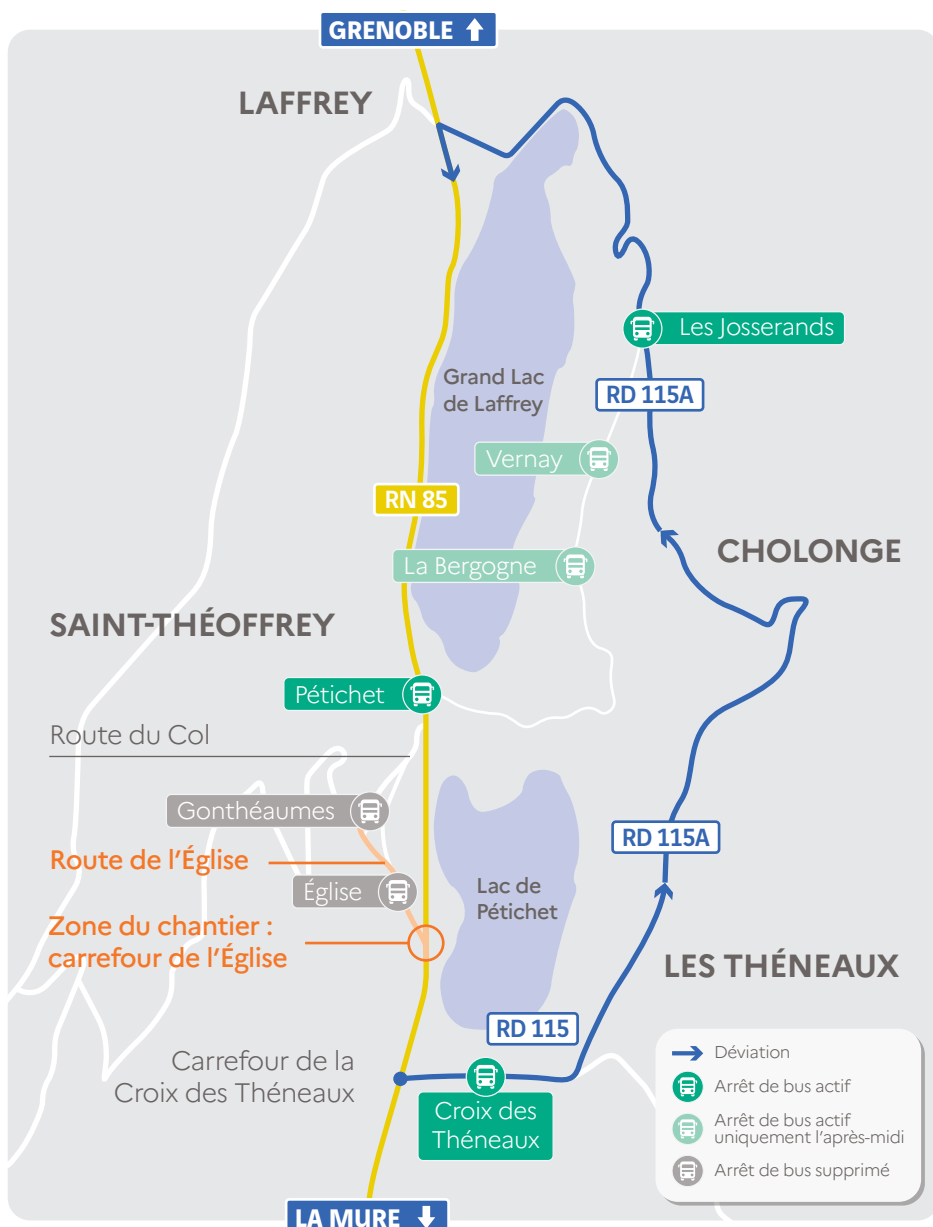 GRENOBLE ↑
LAFFREY
Les Josserands
Grand Lac
de Laffrey
RD 115A
Vernay
RN 85
CHOLONGE
La Bergogne
SAINT-THÉOFFREY
Pétichet
Route du Col
Gonthéaumes
RD 115A
Route de l'Église
Église
Lac de
Pétichet
Zone du chantier :
carrefour de l'Église
LES THÉNEAUX
RD 115
Carrefour de la
Croix des Théneaux
Croix des
Théneaux
Déviation
Arrêt de bus actif
Arrêt de bus actif
uniquement l'après-midi
Arrêt de bus supprimé
LA MURE ↓